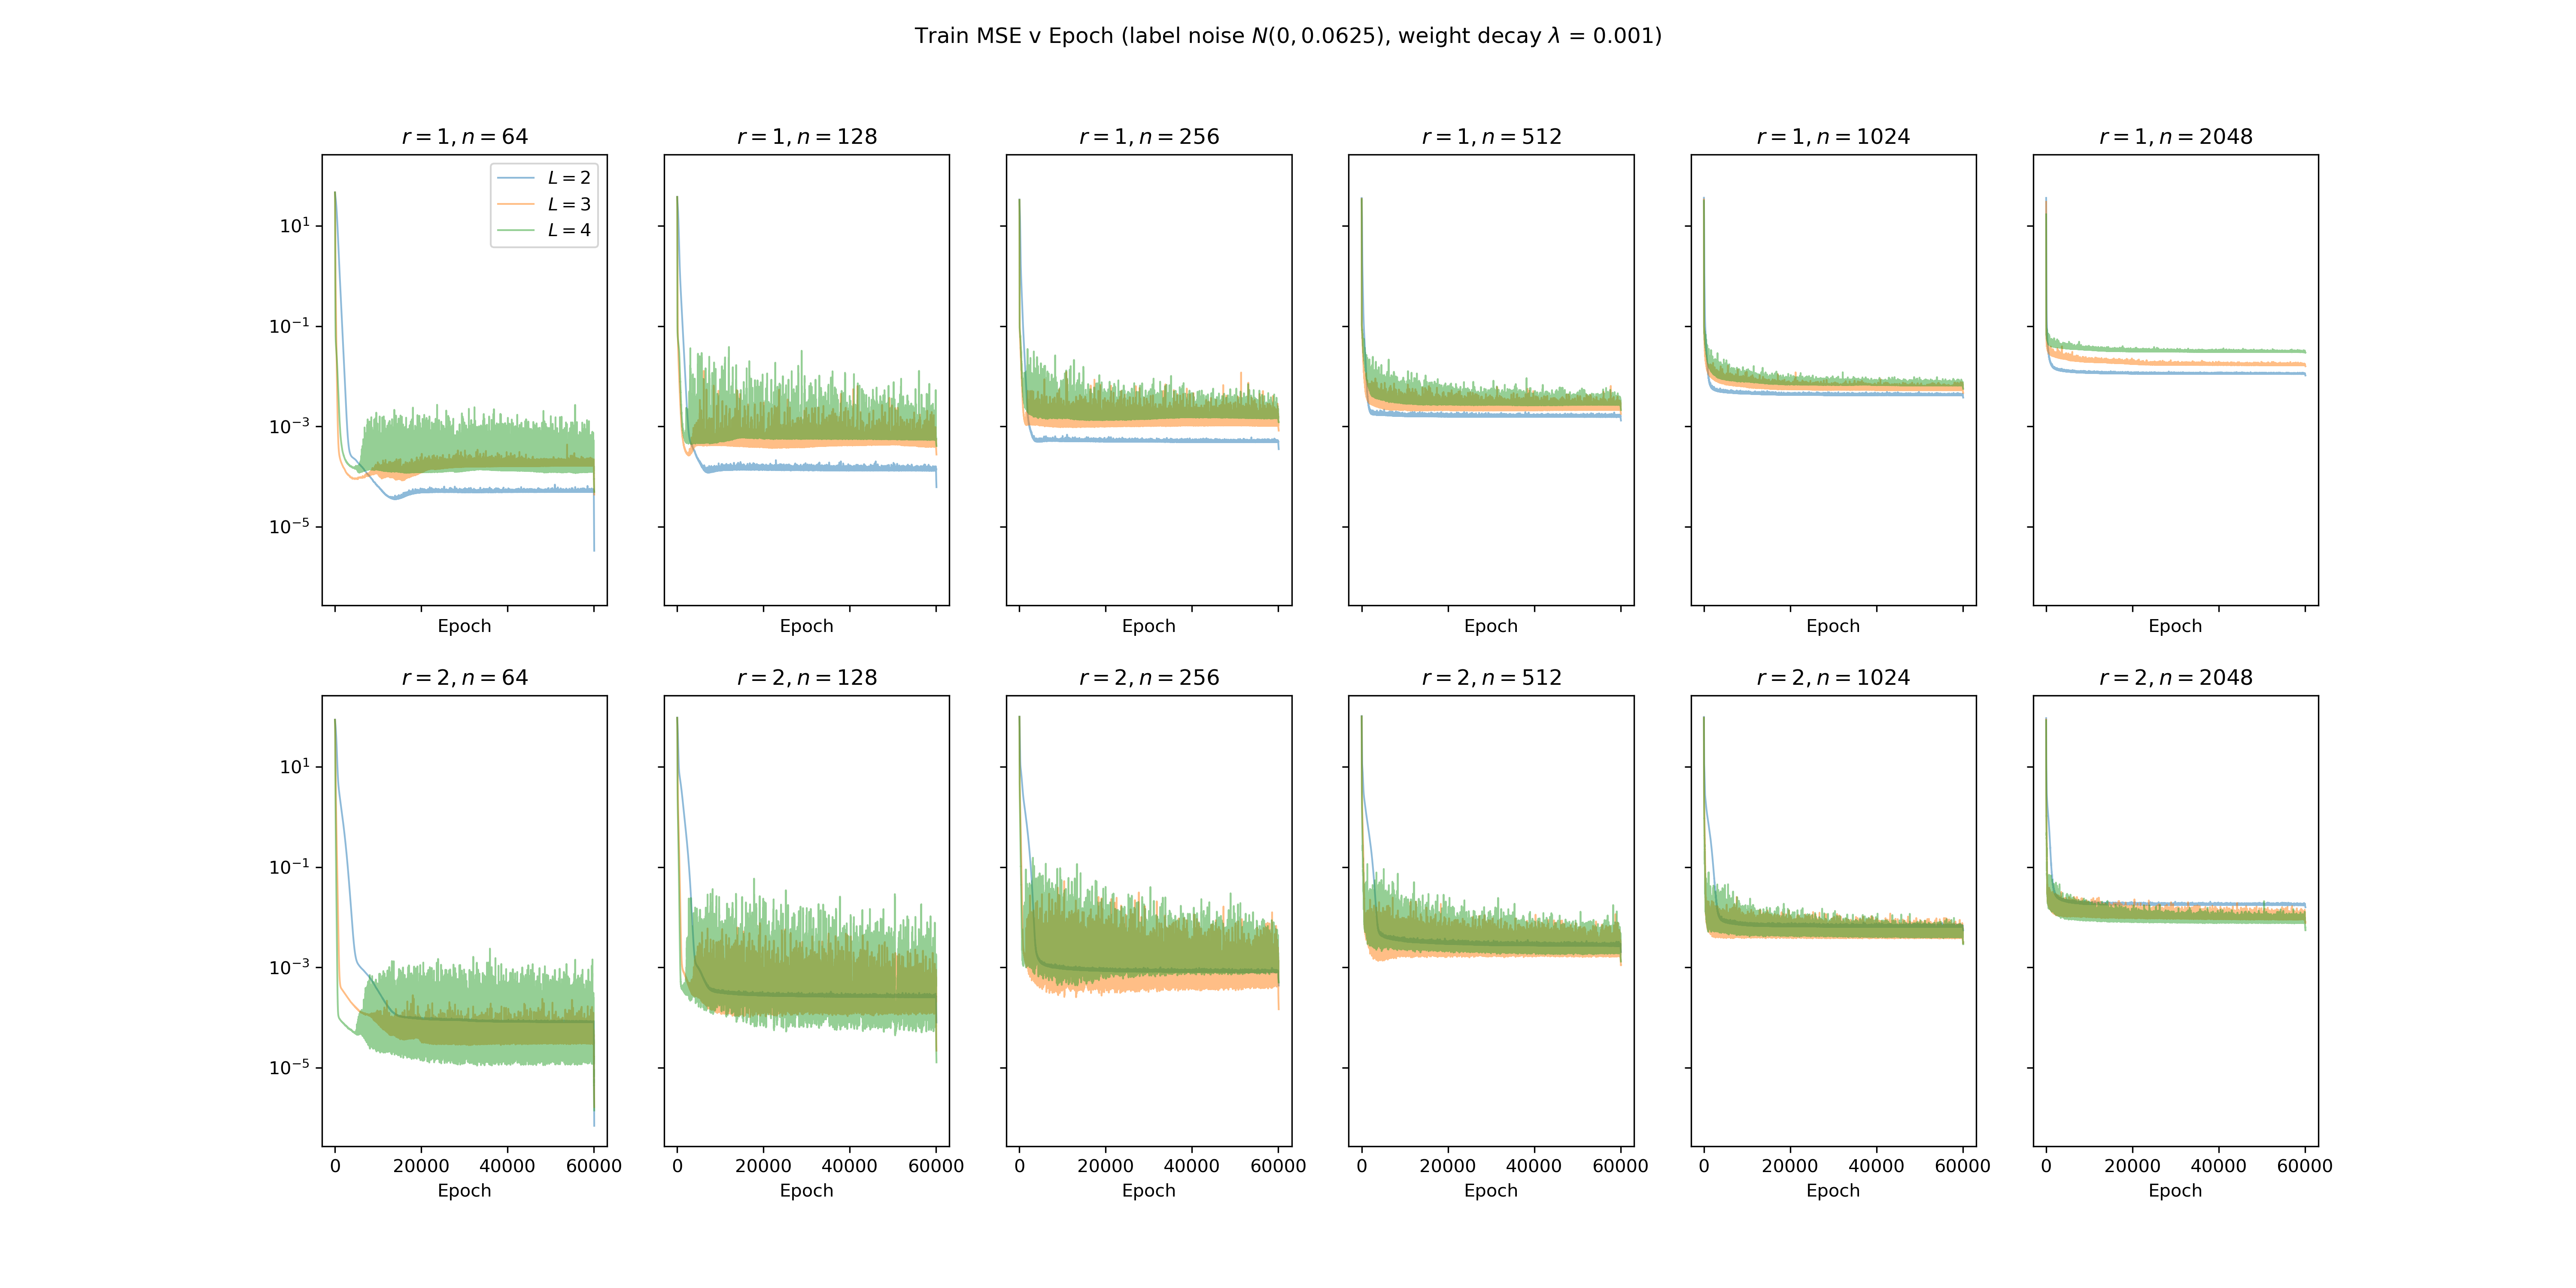 Train MSE v Epoch (label noise N(0, 0.0625), weight decay λ = 0.001)
r = 1, n = 64
r = 1, n = 128
r = 1, n = 256
r = 1, n = 512
r = 1, n = 1024
r = 1, n = 2048
L = 2
L = 3
L = 4
10¹
10⁻¹
10⁻³
10⁻⁵
Epoch
Epoch
Epoch
Epoch
Epoch
Epoch
r = 2, n = 64
r = 2, n = 128
r = 2, n = 256
r = 2, n = 512
r = 2, n = 1024
r = 2, n = 2048
10¹
10⁻¹
10⁻³
10⁻⁵
0 20000 40000 60000
0 20000 40000 60000
0 20000 40000 60000
0 20000 40000 60000
0 20000 40000 60000
0 20000 40000 60000
Epoch
Epoch
Epoch
Epoch
Epoch
Epoch